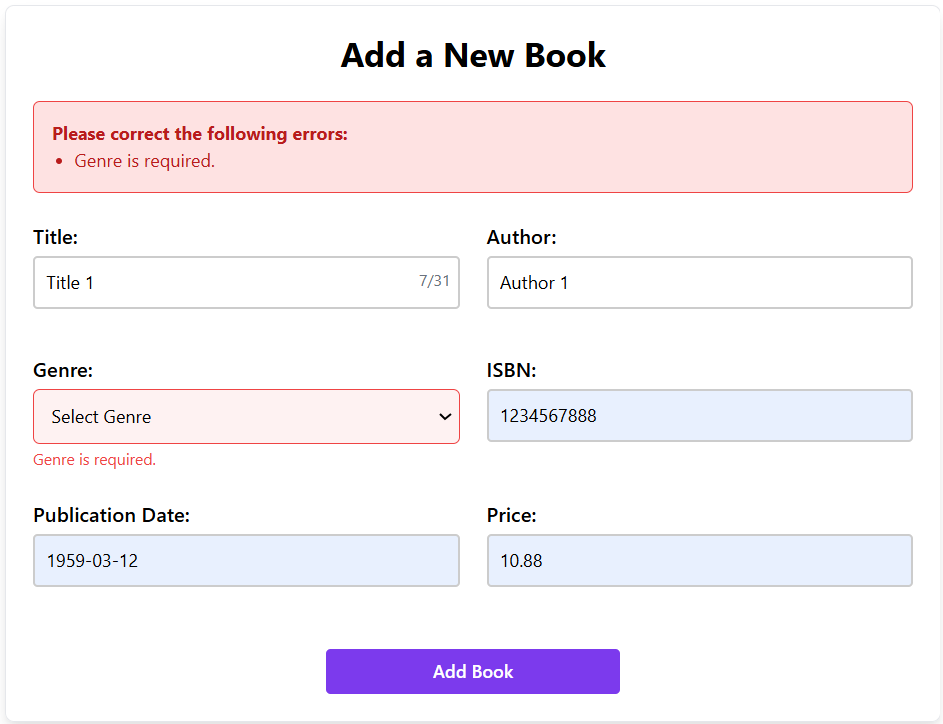 Add a New Book
Please correct the following errors:
• Genre is required.
Title:
Title 1
7/31
Author:
Author 1
Genre:
Select Genre
Genre is required.
ISBN:
1234567888
Publication Date:
1959-03-12
Price:
10.88
Add Book